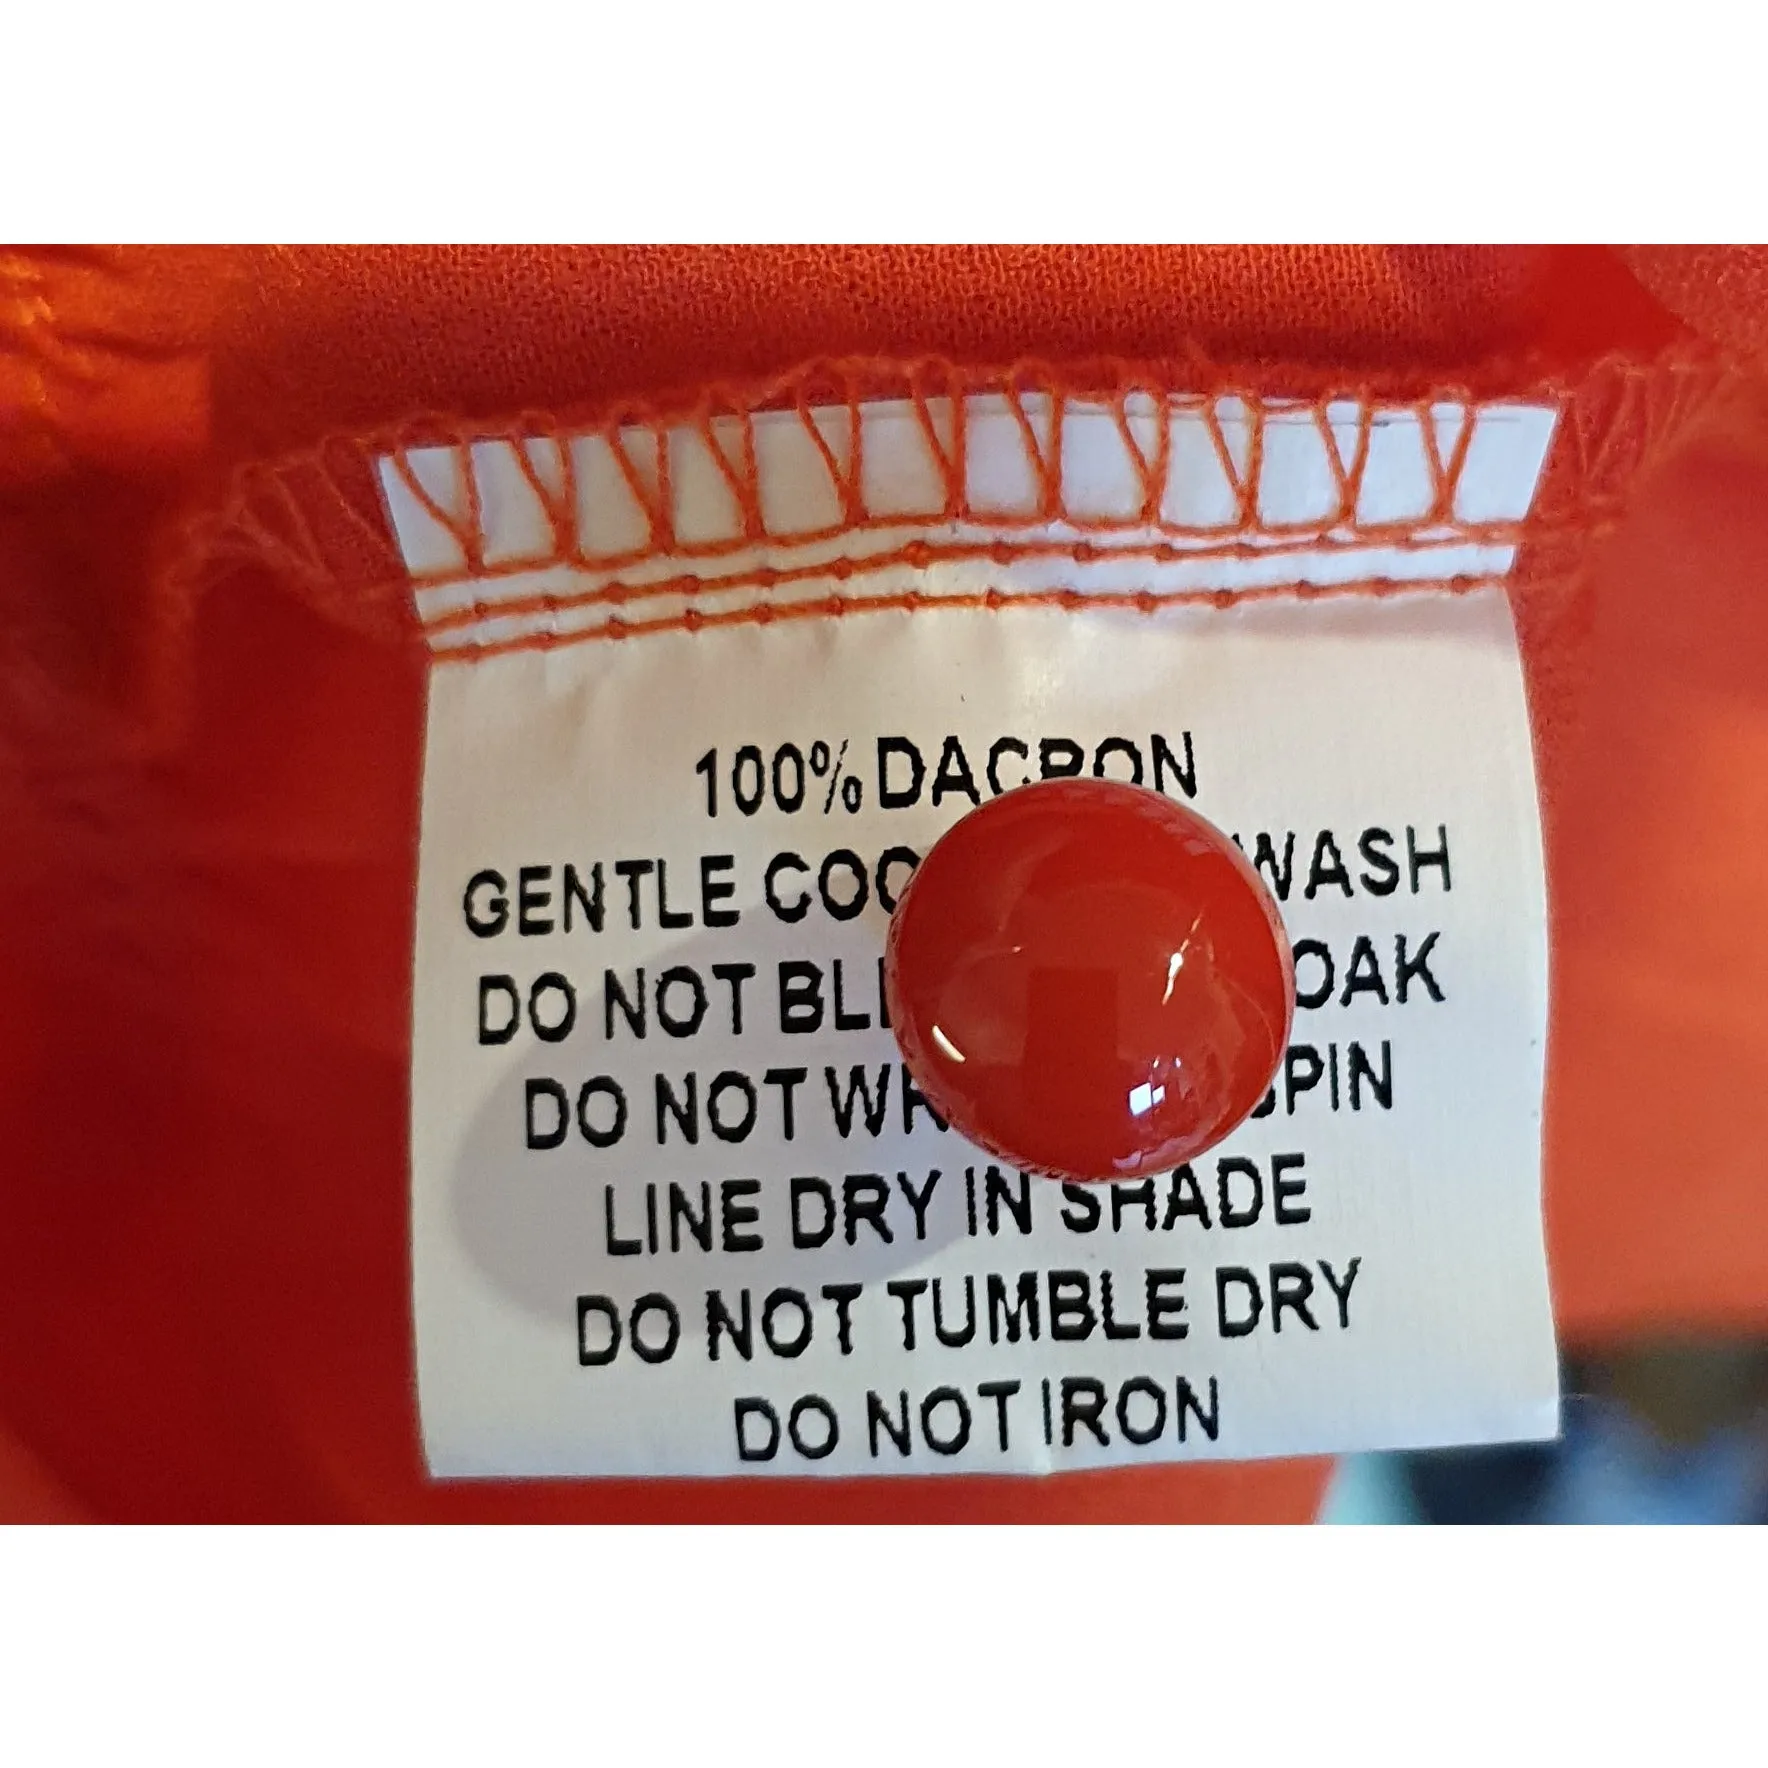 100% DACRON
GENTLE WASH
DO NOT
DO NOT SPIN
LINE DRY IN SHADE
DO NOT TUMBLE DRY
DO NOT IRON